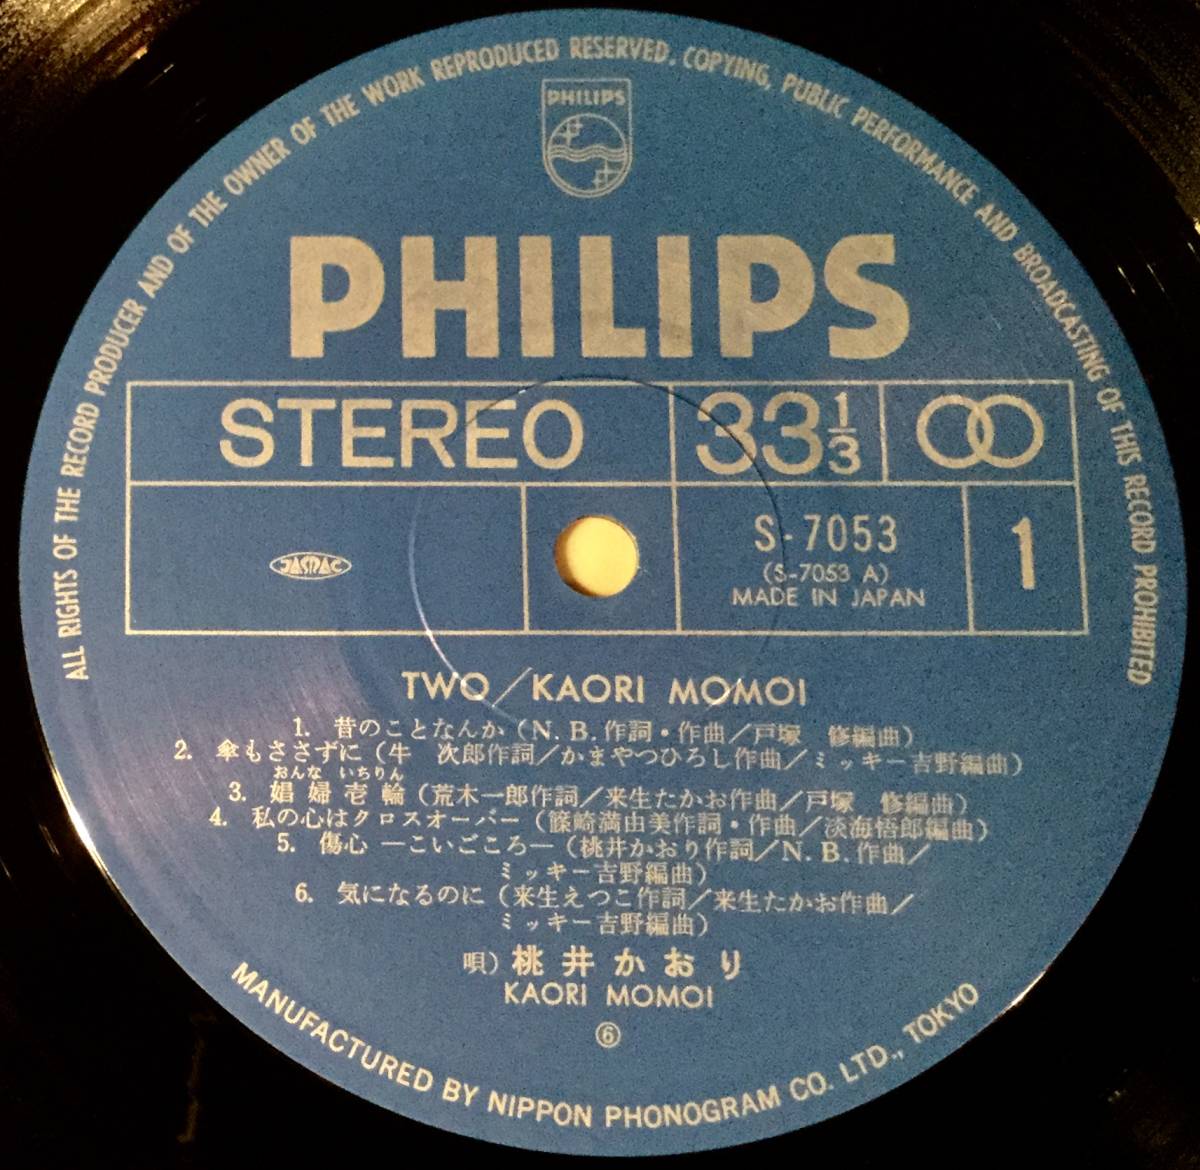 ALL RIGHTS OF THE RECORD PRODUCER AND OF THE OWNER OF THE WORK REPRODUCED RESERVED. COPYING, PUBLIC PERFORMANCE AND BROADCASTING OF THIS RECORD PROHIBITED
PHILIPS
PHILIPS
STEREO 33 1/3
JASRAC
S-7053 1
(S-7053 A)
MADE IN JAPAN
TWO／KAORI MOMOI
1. 昔のことなんか（N. B. 作詞・作曲／戸塚 修編曲）
2. 傘もささずに（牛 次郎作詞／かまやつひろし作曲／ミッキー吉野編曲）
おんな いちりん
3. 娼婦壱輪（荒木一郎作詞／来生たかお作曲／戸塚 修編曲）
4. 私の心はクロスオーバー（篠崎満由美作詞・作曲／淡海悟郎編曲）
5. 傷心 ―こいごころ―（桃井かおり作詞／N. B. 作曲／
ミッキー吉野編曲）
6. 気になるのに（来生えつこ作詞／来生たかお作曲／
ミッキー吉野編曲）
唄）桃井かおり
KAORI MOMOI
⑥
MANUFACTURED BY NIPPON PHONOGRAM CO. LTD., TOKYO